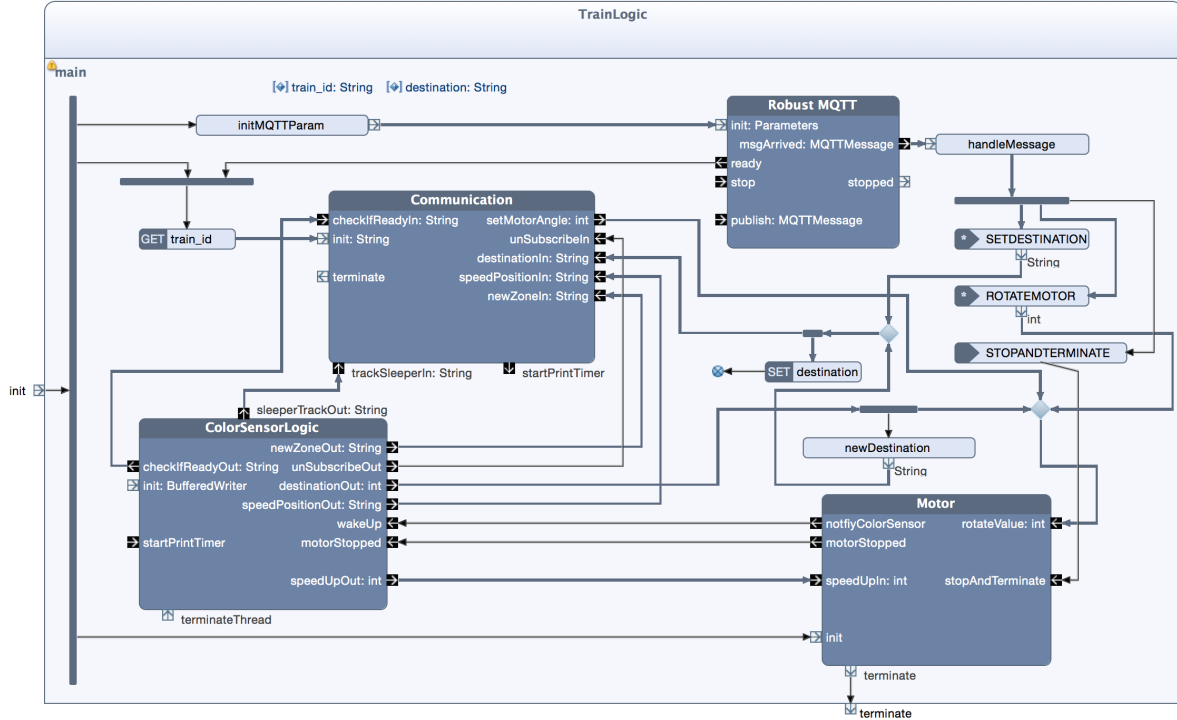 TrainLogic
main
train_id: String
destination: String
initMQTTParam
Robust MQTT
init: Parameters
msgArrived: MQTTMessage
ready
stop
stopped
publish: MQTTMessage
handleMessage
GET train_id
Communication
checkIfReadyIn: String
setMotorAngle: int
init: String
unSubscribeIn
destinationIn: String
terminate
speedPositionIn: String
newZoneIn: String
trackSleeperIn: String
startPrintTimer
* SETDESTINATION
String
* ROTATEMOTOR
int
STOPANDTERMINATE
SET destination
init
sleeperTrackOut: String
ColorSensorLogic
newZoneOut: String
checkIfReadyOut: String
unSubscribeOut
init: BufferedWriter
destinationOut: int
speedPositionOut: String
wakeUp
startPrintTimer
motorStopped
speedUpOut: int
terminateThread
newDestination
String
Motor
notfiyColorSensor
rotateValue: int
motorStopped
speedUpIn: int
stopAndTerminate
init
terminate
terminate